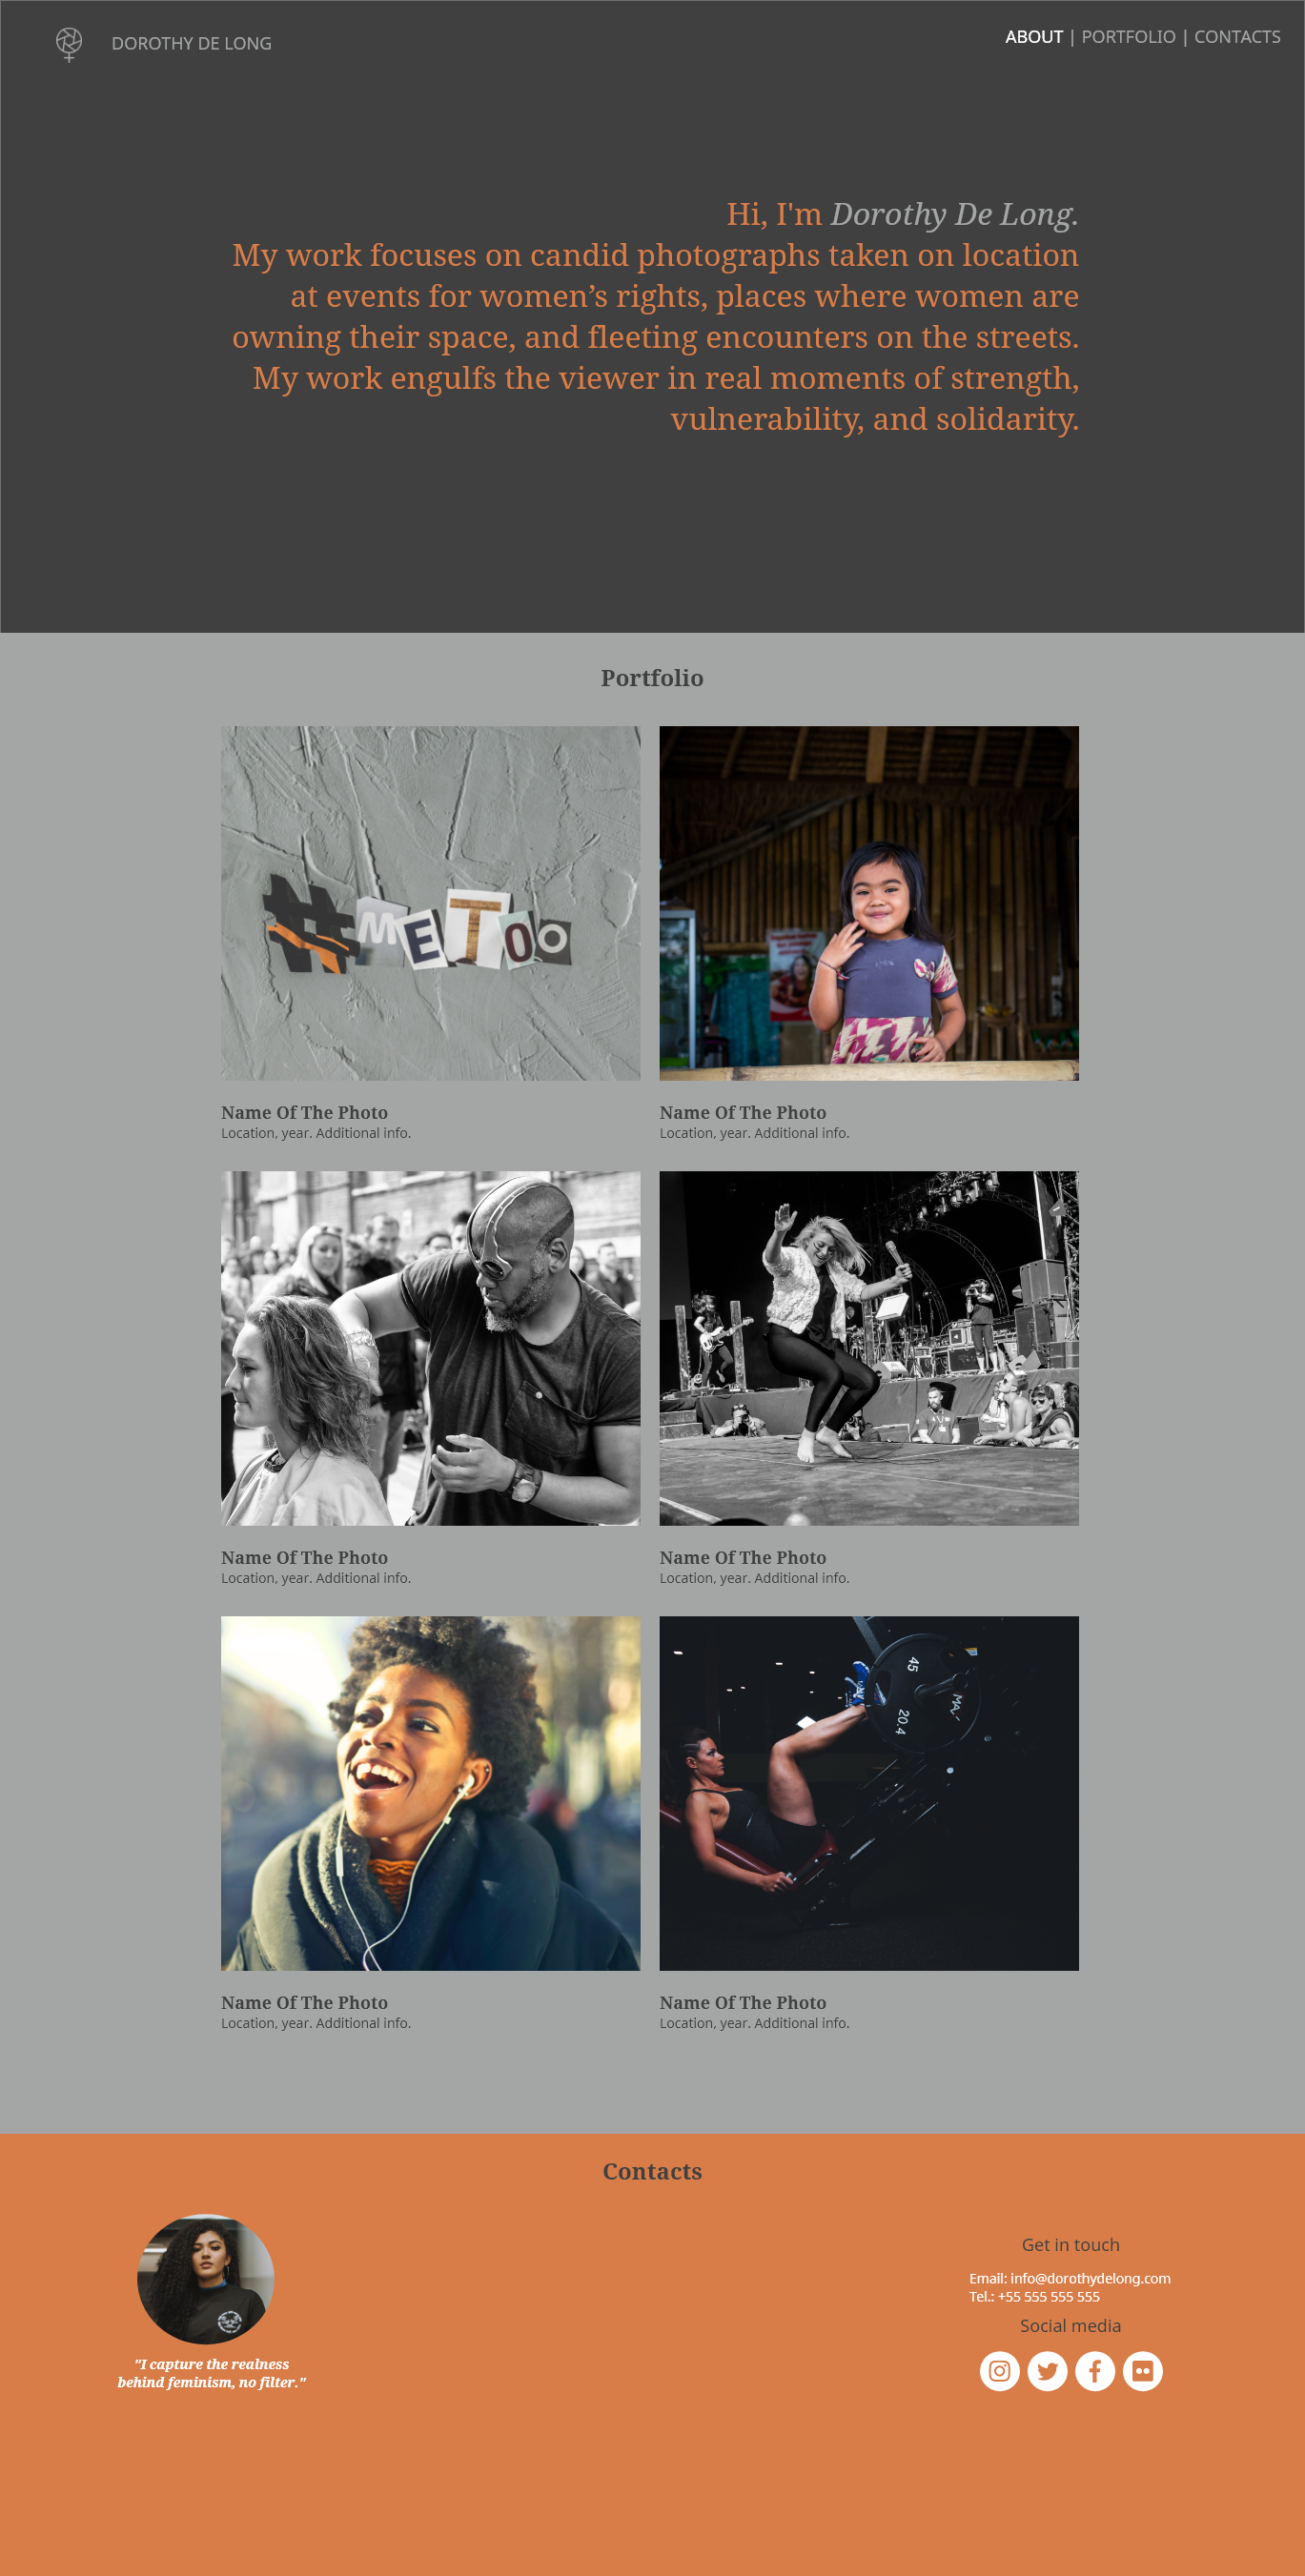 DOROTHY DE LONG
ABOUT | PORTFOLIO | CONTACTS
Hi, I'm Dorothy De Long.
My work focuses on candid photographs taken on location
at events for women’s rights, places where women are
owning their space, and fleeting encounters on the streets.
My work engulfs the viewer in real moments of strength,
vulnerability, and solidarity.
Portfolio
#METOO
Name Of The Photo
Location, year. Additional info.
Name Of The Photo
Location, year. Additional info.
Name Of The Photo
Location, year. Additional info.
Name Of The Photo
Location, year. Additional info.
45
20.4
Name Of The Photo
Location, year. Additional info.
Name Of The Photo
Location, year. Additional info.
Contacts
"I capture the realness
behind feminism, no filter."
Get in touch
Email: info@dorothydelong.com
Tel.: +55 555 555 555
Social media